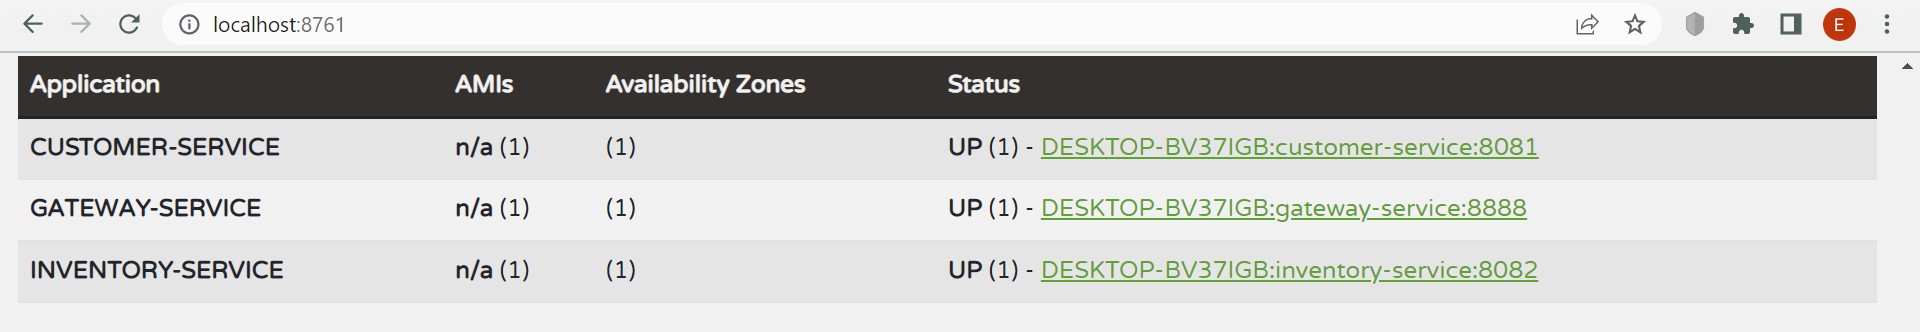 localhost:8761
E
Application AMIs Availability Zones Status
CUSTOMER-SERVICE n/a (1) (1) UP (1) - DESKTOP-BV37IGB:customer-service:8081
GATEWAY-SERVICE n/a (1) (1) UP (1) - DESKTOP-BV37IGB:gateway-service:8888
INVENTORY-SERVICE n/a (1) (1) UP (1) - DESKTOP-BV37IGB:inventory-service:8082